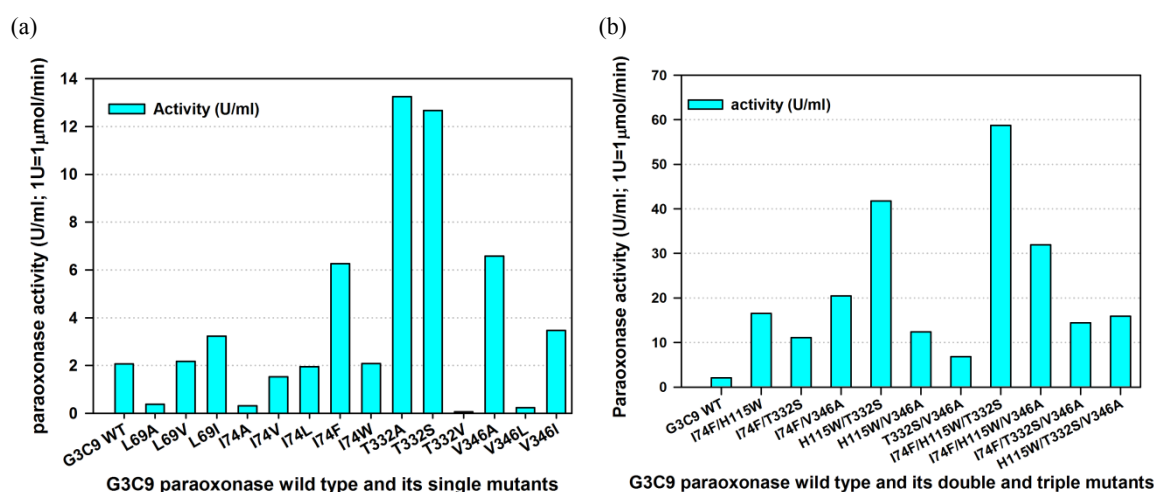 (a)
paraoxonase activity (U/ml; 1U=1μmol/min)
14
12
10
8
6
4
2
0
Activity (U/ml)
G3C9 WT
L69A
L69V
L69I
I74A
I74V
I74L
I74F
I74W
T332A
T332S
T332V
V346A
V346L
V346I
G3C9 paraoxonase wild type and its single mutants
(b)
Paraoxonase activity (U/ml; 1U=1μmol/min)
70
60
50
40
30
20
10
0
activity (U/ml)
G3C9 WT
I74F/H115W
I74F/T332S
I74F/V346A
H115W/T332S
H115W/V346A
T332S/V346A
I74F/H115W/T332S
I74F/H115W/V346A
I74F/T332S/V346A
H115W/T332S/V346A
G3C9 paraoxonase wild type and its double and triple mutants